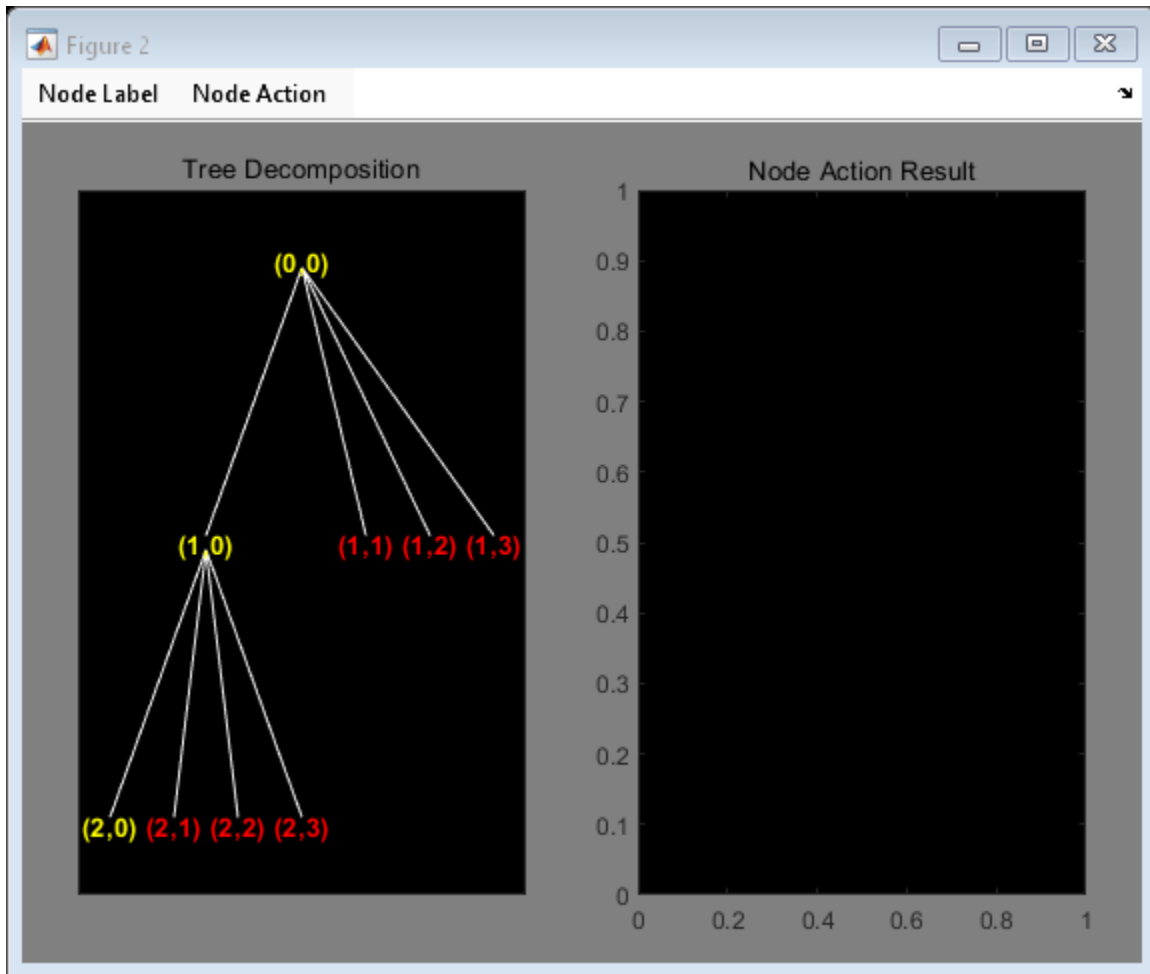 Figure 2
Node Label Node Action
Tree Decomposition
(0,0)
(1,0) (1,1) (1,2) (1,3)
(2,0) (2,1) (2,2) (2,3)
Node Action Result
1
0.9
0.8
0.7
0.6
0.5
0.4
0.3
0.2
0.1
0
0 0.2 0.4 0.6 0.8 1